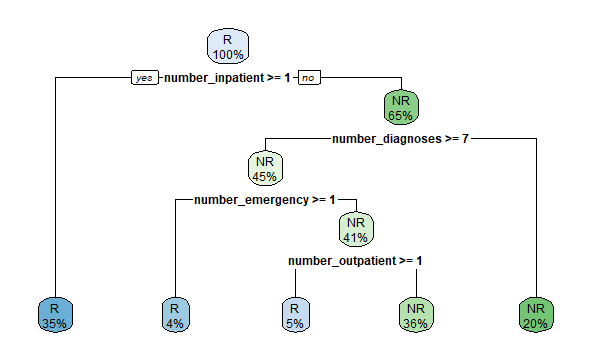 R
100%
yes number_inpatient >= 1 no
NR
65%
number_diagnoses >= 7
NR
45%
number_emergency >= 1
NR
41%
number_outpatient >= 1
R R R NR NR
35% 4% 5% 36% 20%